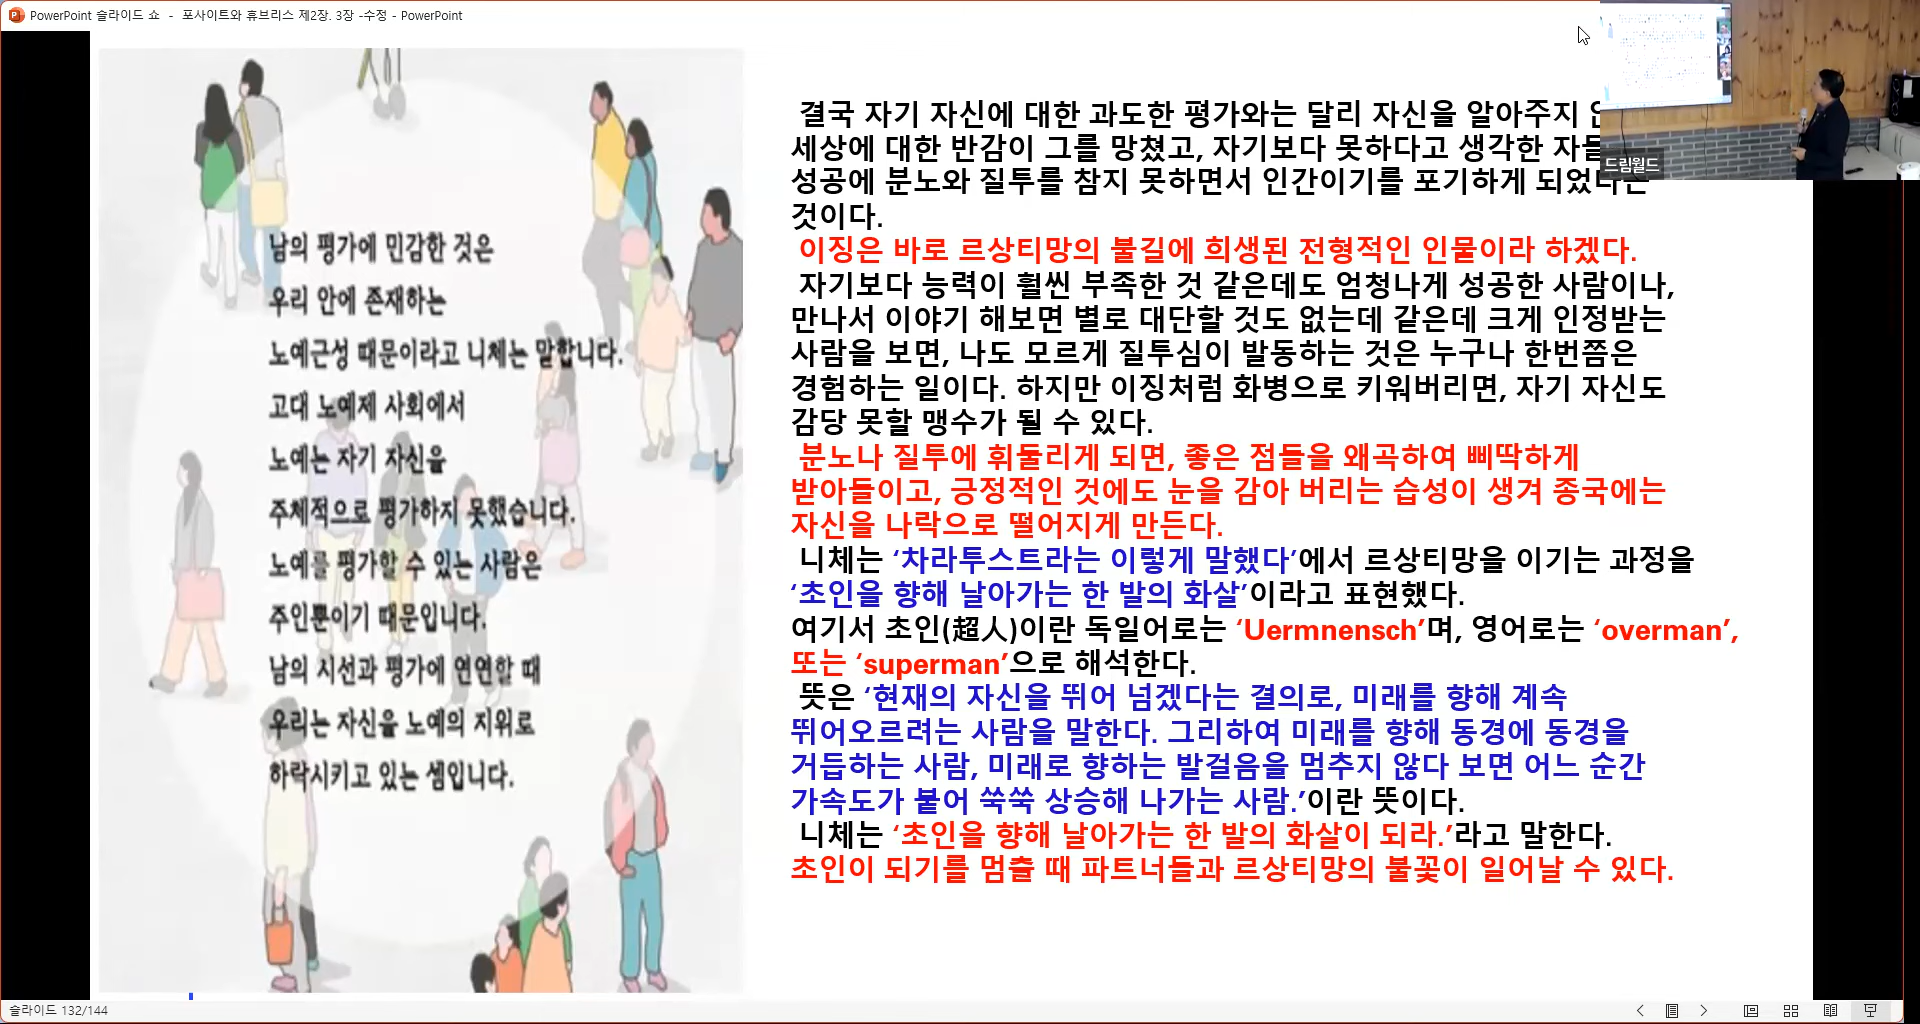 PowerPoint 슬라이드 쇼 - 포사이트와 휴브리스 제2장. 3장 -수정 - PowerPoint
남의 평가에 민감한 것은
우리 안에 존재하는
노예근성 때문이라고 니체는 말합니다.
고대 노예제 사회에서
노예는 자기 자신을
주체적으로 평가하지 못했습니다.
노예를 평가할 수 있는 사람은
주인뿐이기 때문입니다.
남의 시선과 평가에 연연할 때
우리는 자신을 노예의 지위로
하락시키고 있는 셈입니다.
결국 자기 자신에 대한 과도한 평가와는 달리 자신을 알아주지
세상에 대한 반감이 그를 망쳤고, 자기보다 못하다고 생각한
성공에 분노와 질투를 참지 못하면서 인간이기를 포기하게 되었다는
것이다.
이징은 바로 르상티망의 불길에 희생된 전형적인 인물이라 하겠다.
자기보다 능력이 훨씬 부족한 것 같은데도 엄청나게 성공한 사람이나,
만나서 이야기 해보면 별로 대단할 것도 없는데 같은데 크게 인정받는
사람을 보면, 나도 모르게 질투심이 발동하는 것은 누구나 한번쯤은
경험하는 일이다. 하지만 이징처럼 화병으로 키워버리면, 자기 자신도
감당 못할 맹수가 될 수 있다.
분노나 질투에 휘둘리게 되면, 좋은 점들을 왜곡하여 삐딱하게
받아들이고, 긍정적인 것에도 눈을 감아 버리는 습성이 생겨 종국에는
자신을 나락으로 떨어지게 만든다.
니체는 ‘차라투스트라는 이렇게 말했다’에서 르상티망을 이기는 과정을
‘초인을 향해 날아가는 한 발의 화살’이라고 표현했다.
여기서 초인(超人)이란 독일어로는 ‘Uermnensch’며, 영어로는 ‘overman’,
또는 ‘superman’으로 해석한다.
뜻은 ‘현재의 자신을 뛰어 넘겠다는 결의로, 미래를 향해 계속
뛰어오르려는 사람을 말한다. 그리하여 미래를 향해 동경에 동경을
거듭하는 사람, 미래로 향하는 발걸음을 멈추지 않다 보면 어느 순간
가속도가 붙어 쑥쑥 상승해 나가는 사람.’이란 뜻이다.
니체는 ‘초인을 향해 날아가는 한 발의 화살이 되라.’라고 말한다.
초인이 되기를 멈출 때 파트너들과 르상티망의 불꽃이 일어날 수 있다.
드림월드
슬라이드 132/144